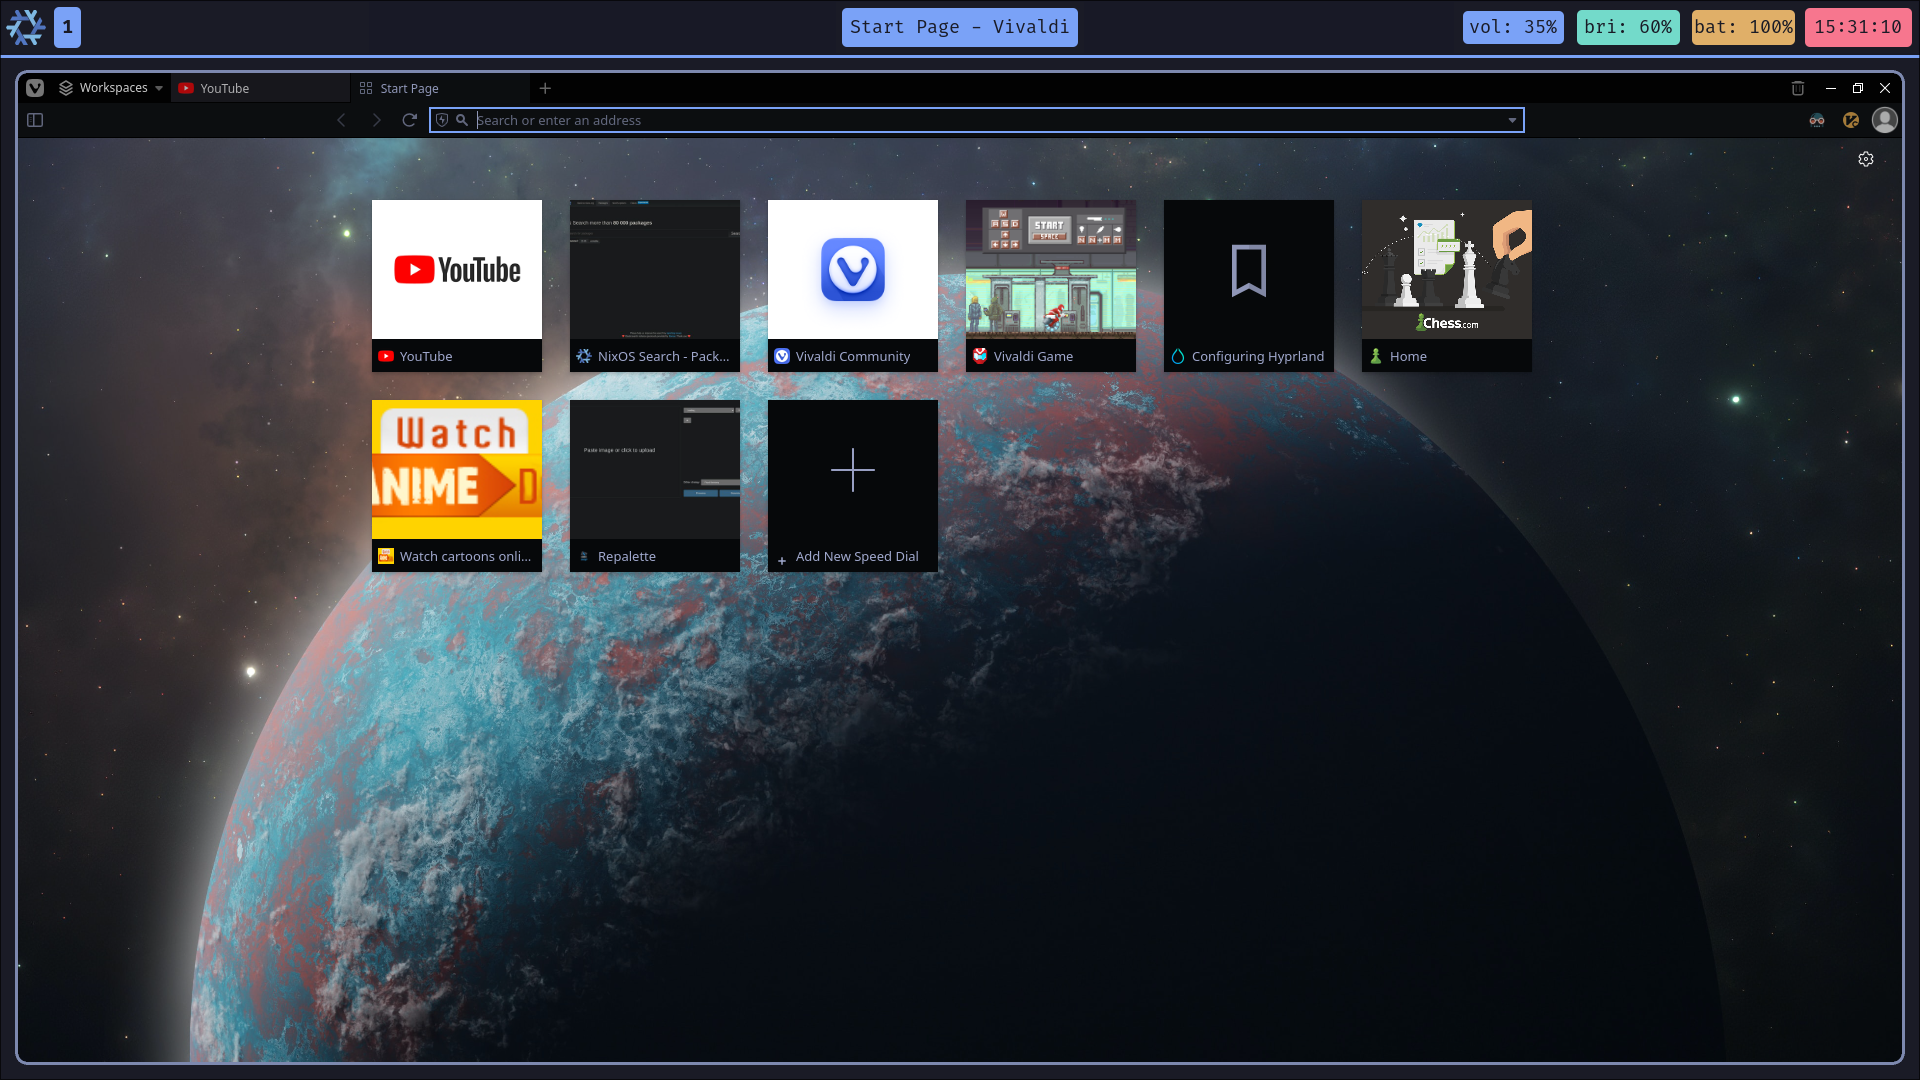 1
Start Page - Vivaldi
vol: 35%
bri: 60%
bat: 100%
15:31:10
Workspaces
YouTube
Start Page
Search or enter an address
YouTube
YouTube
Search more than 80 000 packages
NixOS Search - Pack...
Vivaldi Community
START
SPACE
Vivaldi Game
Configuring Hyprland
Chess.com
Home
Watch
ANIME D
Watch cartoons onli...
Paste image or click to upload
Repalette
Add New Speed Dial